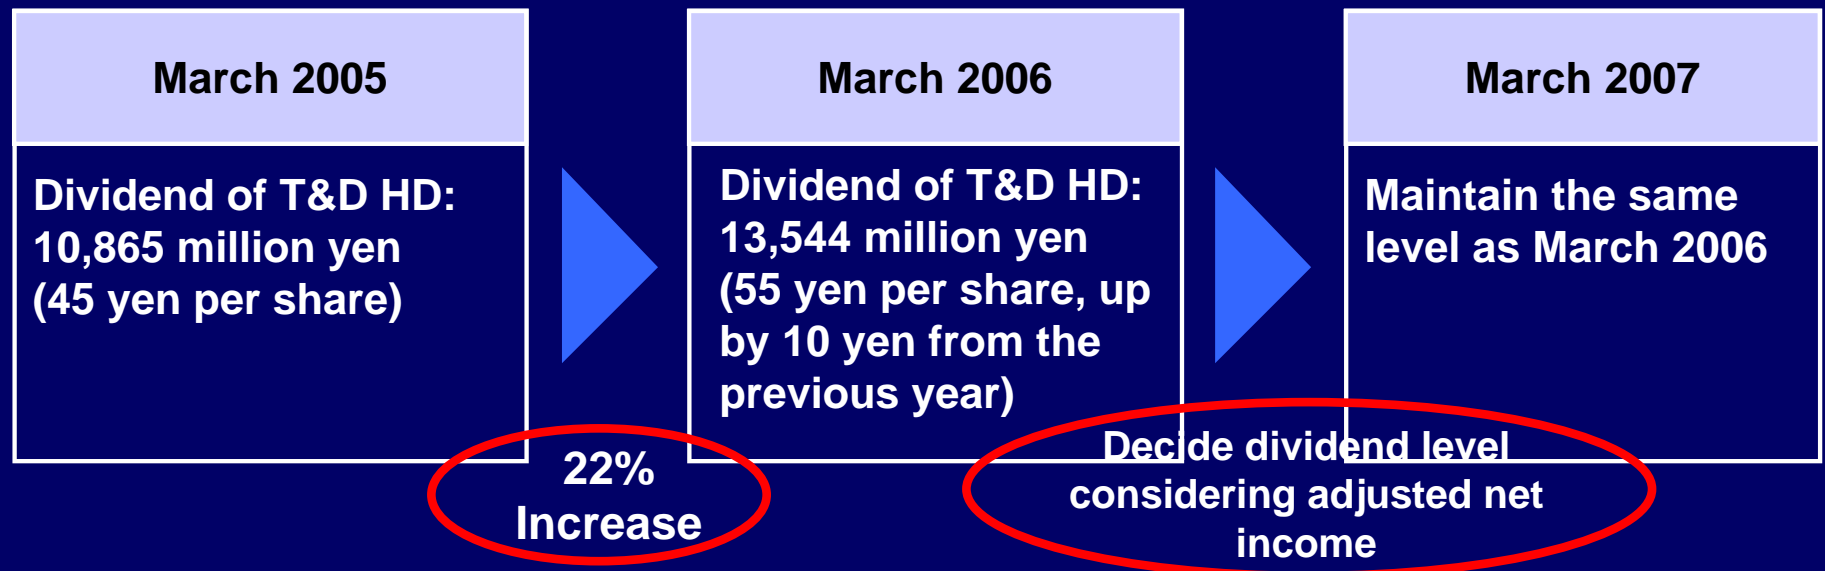 March 2005
Dividend of T&D HD:
10,865 million yen
(45 yen per share)
March 2006
Dividend of T&D HD:
13,544 million yen
(55 yen per share, up
by 10 yen from the
previous year)
March 2007
Maintain the same
level as March 2006
22%
Increase
Decide dividend level
considering adjusted net
income